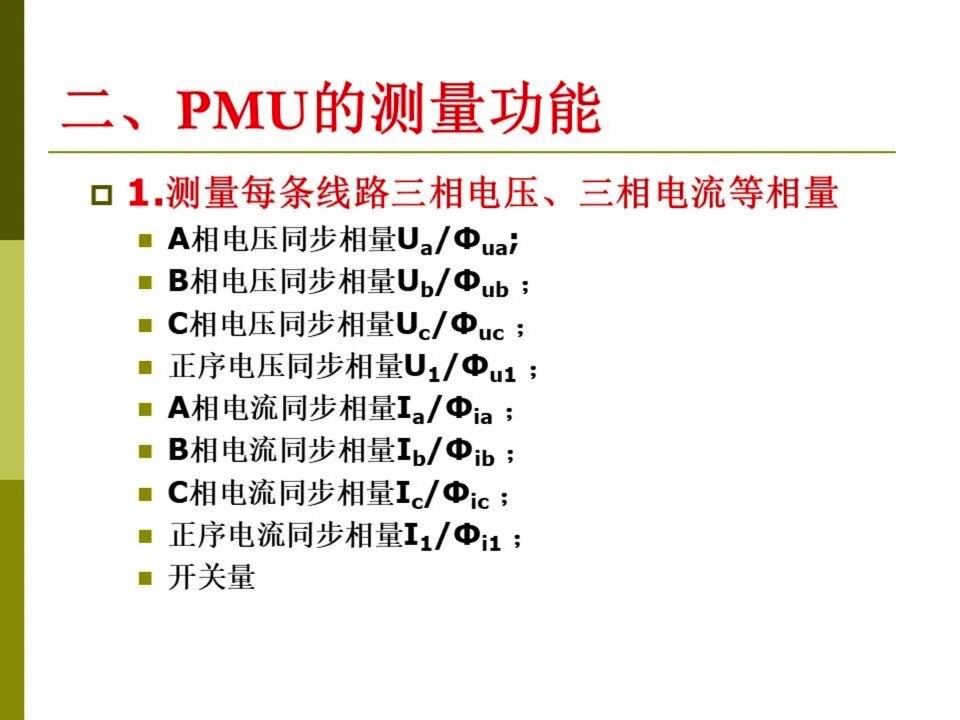 二、PMU的测量功能
1.测量每条线路三相电压、三相电流等相量
A相电压同步相量Ua/Φua;
B相电压同步相量Ub/Φub；
C相电压同步相量Uc/Φuc；
正序电压同步相量U1/Φu1；
A相电流同步相量Ia/Φia；
B相电流同步相量Ib/Φib；
C相电流同步相量Ic/Φic；
正序电流同步相量I1/Φi1；
开关量